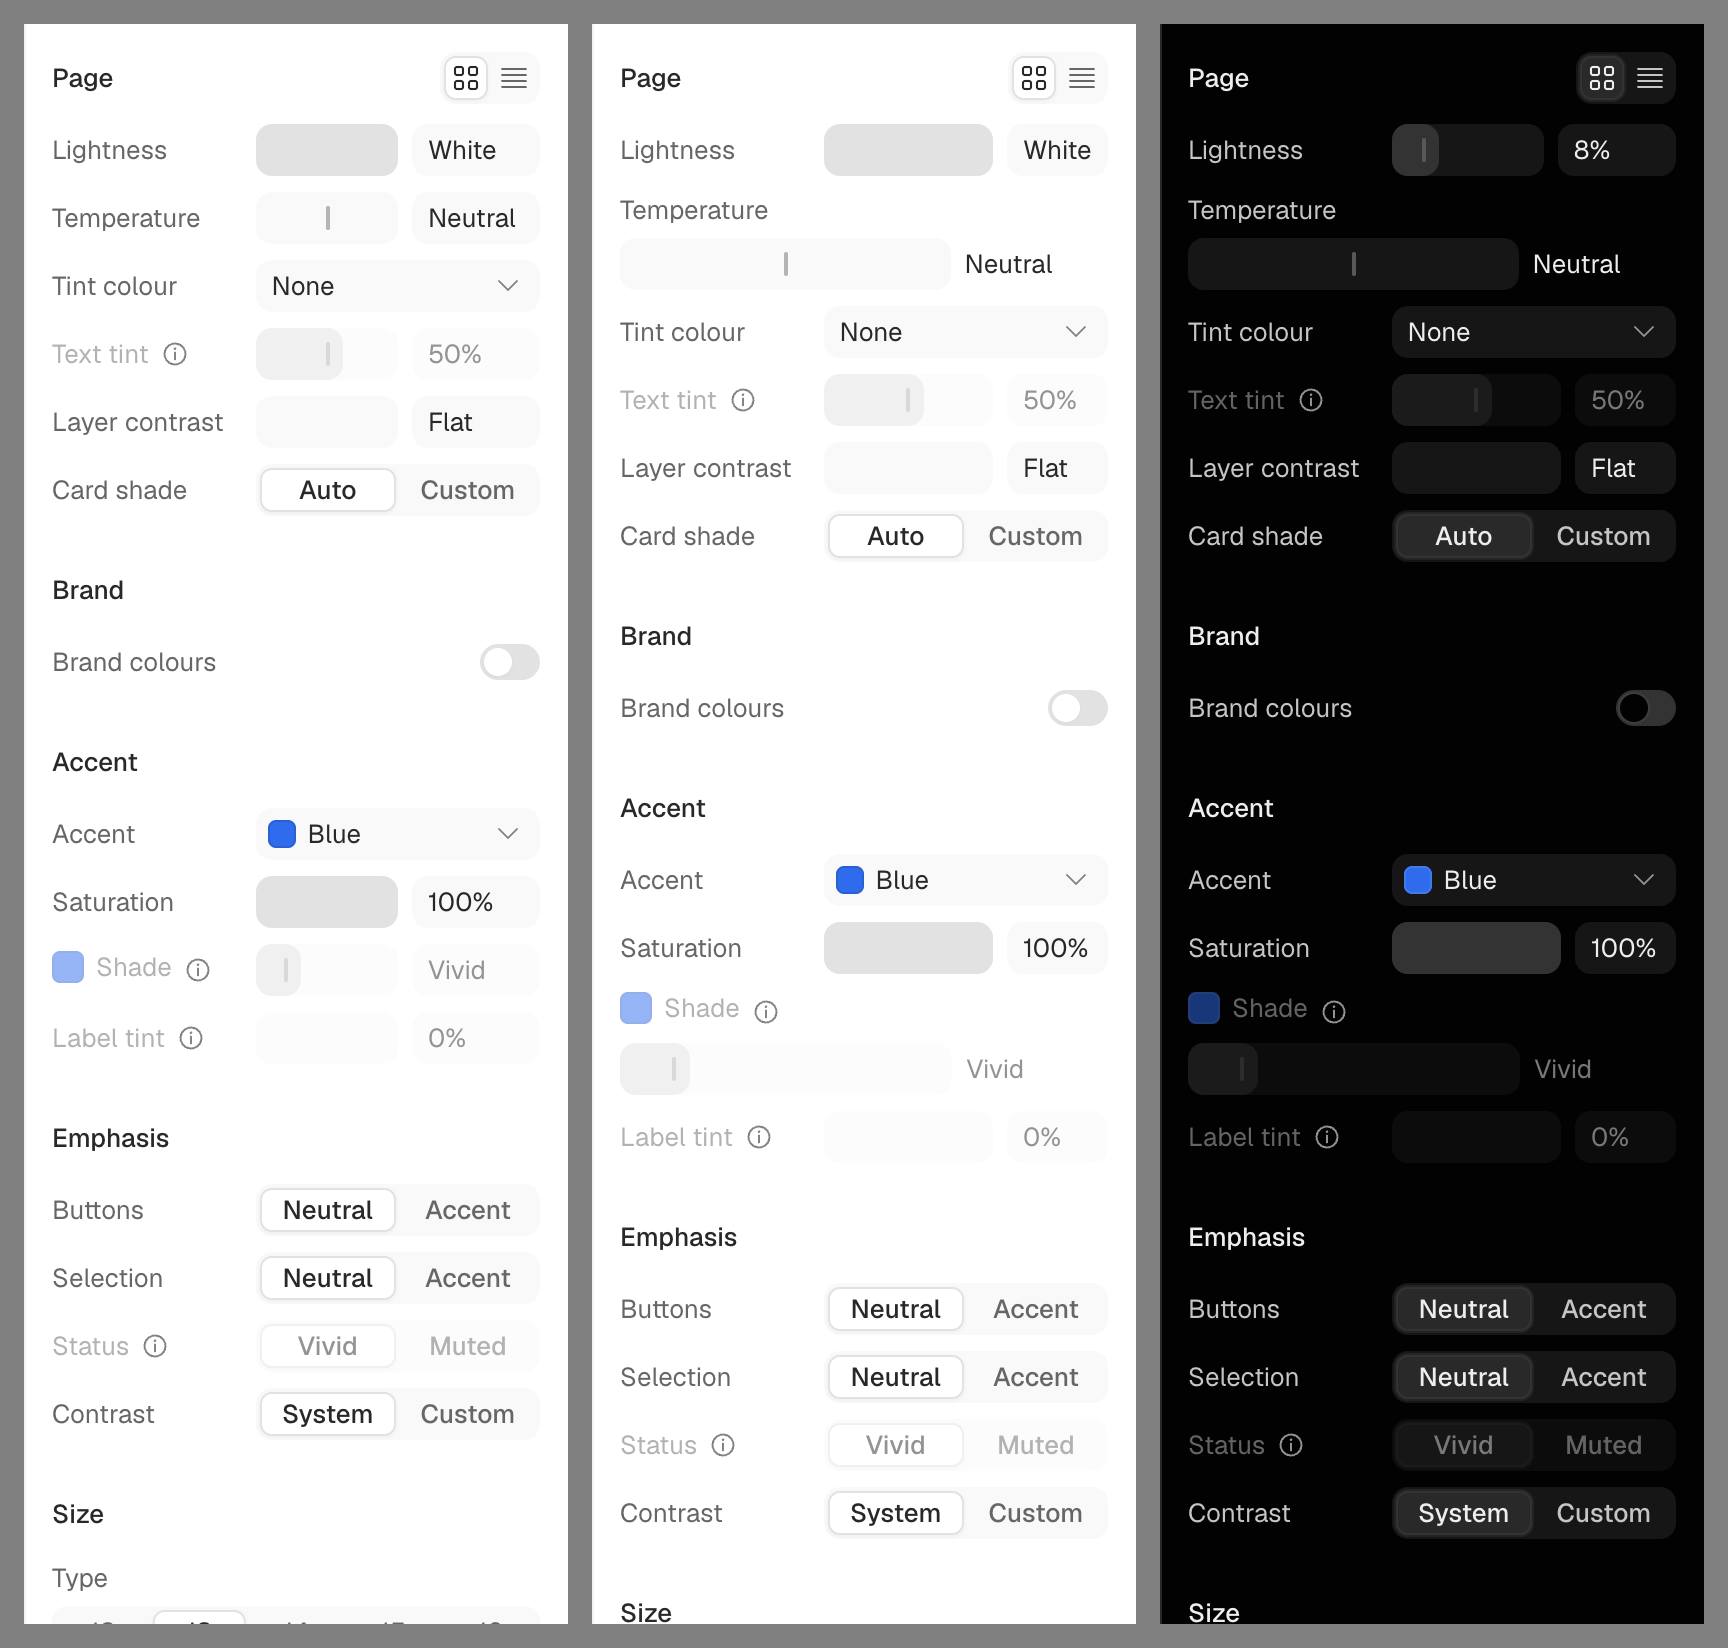 Page
Lightness White
Temperature Neutral
Tint colour None
Text tint 50%
Layer contrast Flat
Card shade Auto Custom
Brand
Brand colours
Accent
Accent Blue
Saturation 100%
Shade Vivid
Label tint 0%
Emphasis
Buttons Neutral Accent
Selection Neutral Accent
Status Vivid Muted
Contrast System Custom
Size
Type
Page
Lightness White
Temperature
Neutral
Tint colour None
Text tint 50%
Layer contrast Flat
Card shade Auto Custom
Brand
Brand colours
Accent
Accent Blue
Saturation 100%
Shade
Vivid
Label tint 0%
Emphasis
Buttons Neutral Accent
Selection Neutral Accent
Status Vivid Muted
Contrast System Custom
Size
Page
Lightness 8%
Temperature
Neutral
Tint colour None
Text tint 50%
Layer contrast Flat
Card shade Auto Custom
Brand
Brand colours
Accent
Accent Blue
Saturation 100%
Shade
Vivid
Label tint 0%
Emphasis
Buttons Neutral Accent
Selection Neutral Accent
Status Vivid Muted
Contrast System Custom
Size